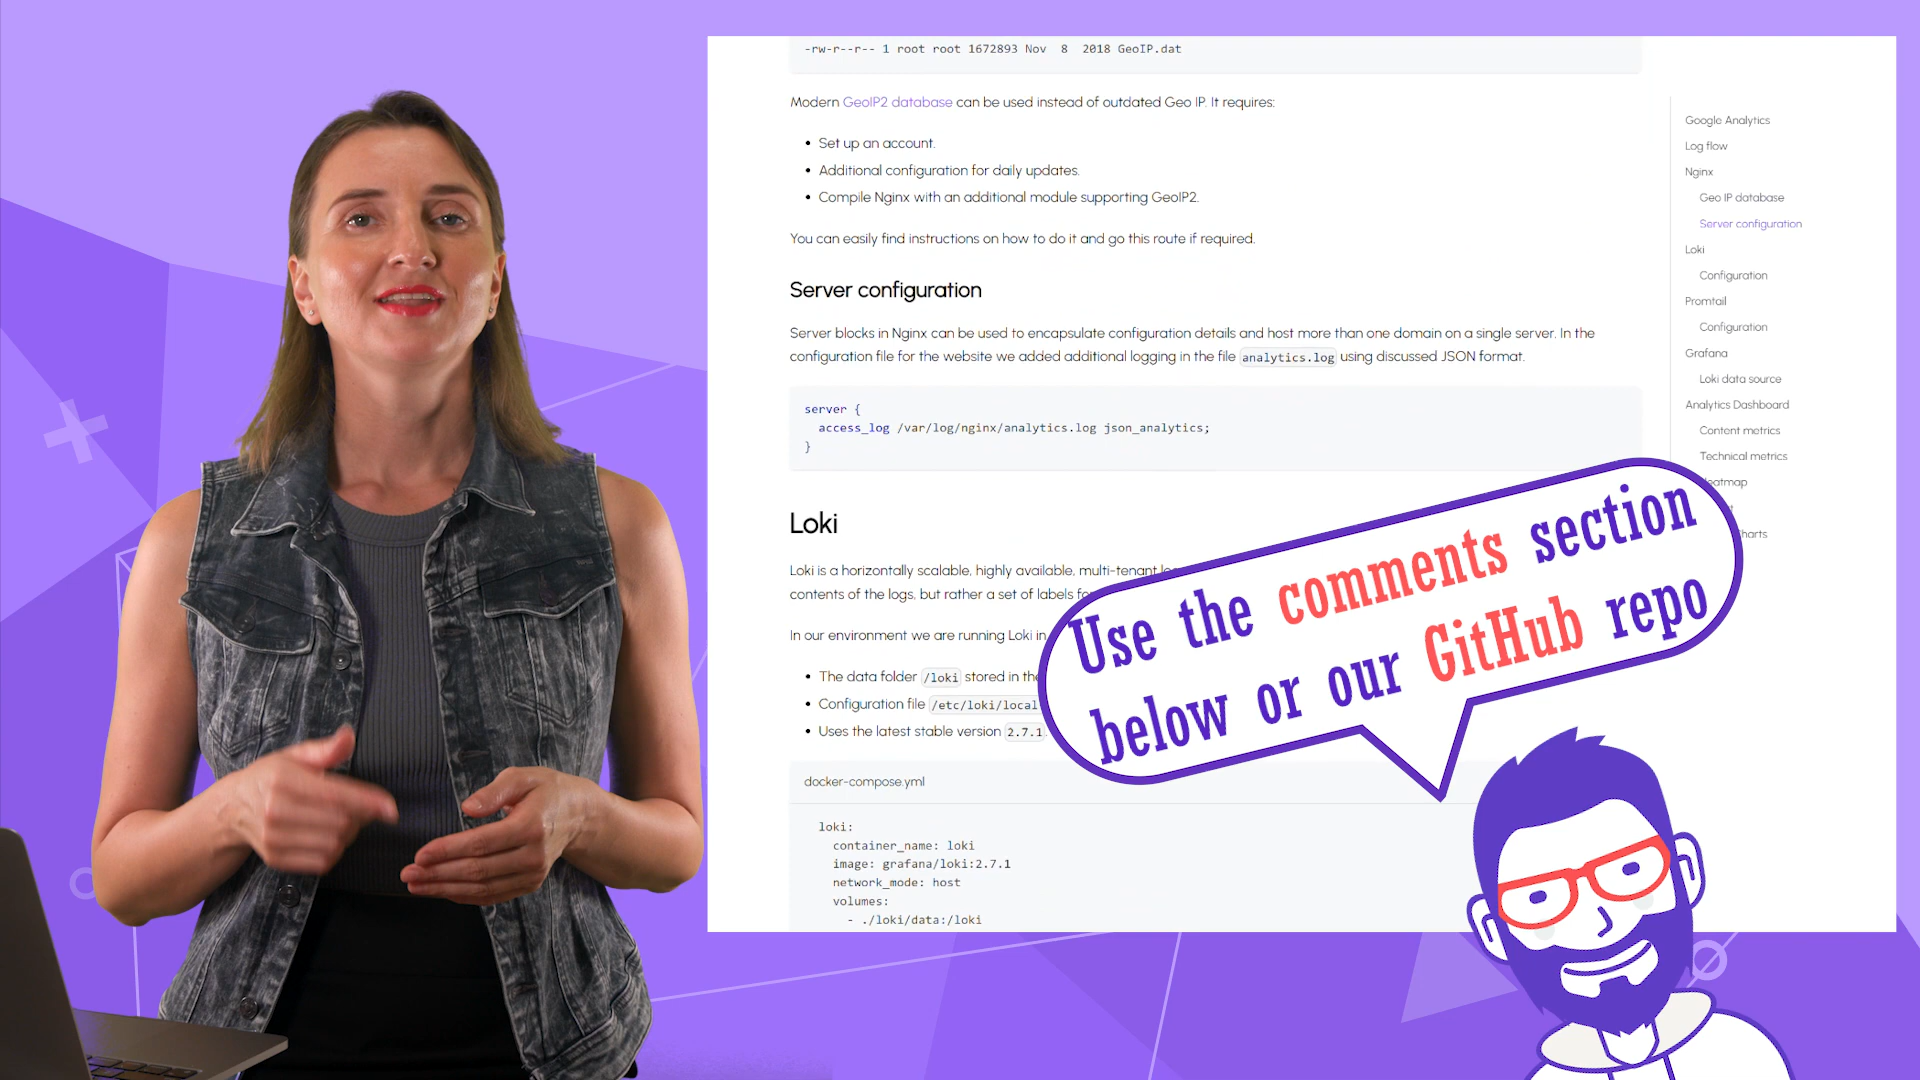 -rw-r--r-- 1 root root 1672893 Nov  8  2018 GeoIP.dat
Modern GeoIP2 database can be used instead of outdated Geo IP. It requires:
• Set up an account.
• Additional configuration for daily updates.
• Compile Nginx with an additional module supporting GeoIP2.
You can easily find instructions on how to do it and go this route if required.
Server configuration
Server blocks in Nginx can be used to encapsulate configuration details and host more than one domain on a single server. In the
configuration file for the website we added additional logging in the file analytics.log using discussed JSON format.
server {
  access_log /var/log/nginx/analytics.log json_analytics;
}
Loki
Loki is a horizontally scalable, highly available, multi-tenant
contents of the logs, but rather a set of labels
In our environment we are running Loki in
• The data folder /loki stored in the
• Configuration file /etc/loki/local
• Uses the latest stable version 2.7.1.
docker-compose.yml
loki:
  container_name: loki
  image: grafana/loki:2.7.1
  network_mode: host
  volumes:
    - ./loki/data:/loki
Google Analytics
Log flow
Nginx
Geo IP database
Server configuration
Loki
Configuration
Promtail
Configuration
Grafana
Loki data source
Analytics Dashboard
Content metrics
Technical metrics
Use the comments section
below or our GitHub repo